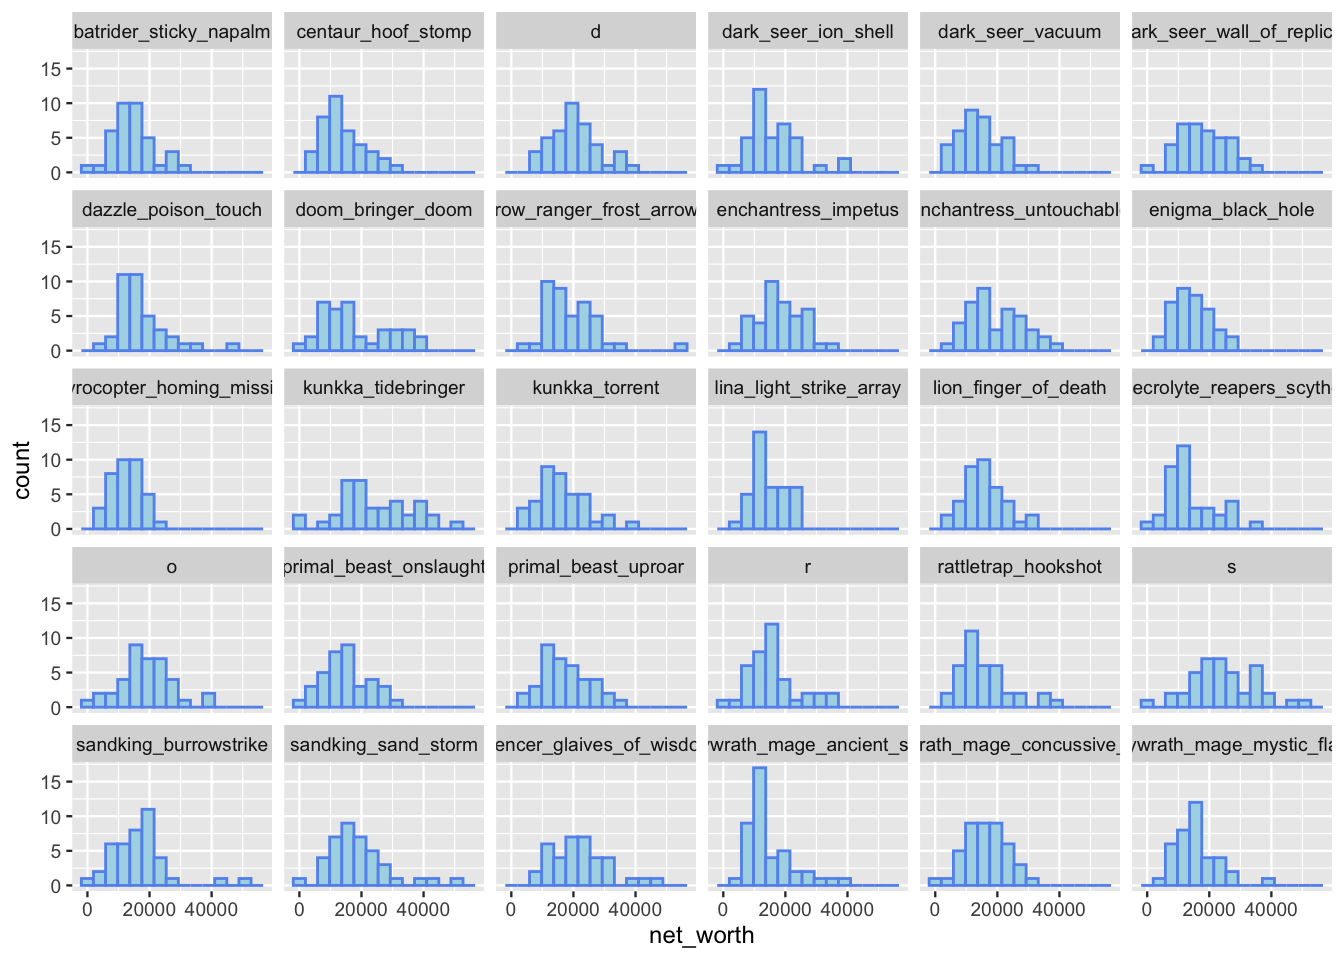 batrider_sticky_napalm centaur_hoof_stomp d dark_seer_ion_shell dark_seer_vacuum ark_seer_wall_of_replic
15
10
5
0
dazzle_poison_touch doom_bringer_doom row_ranger_frost_arrow enchantress_impetus nchantress_untouchabl enigma_black_hole
15
10
5
0
yrocopter_homing_missi kunkka_tidebringer kunkka_torrent lina_light_strike_array lion_finger_of_death ecrolyte_reapers_scyth
15
10
5
0
count
o primal_beast_onslaught primal_beast_uproar r rattletrap_hookshot s
15
10
5
0
sandking_burrowstrike sandking_sand_storm encer_glaives_of_wisdo ywrath_mage_ancient_s rath_mage_concussive_ ywrath_mage_mystic_fla
15
10
5
0
0 20000 40000 0 20000 40000 0 20000 40000 0 20000 40000 0 20000 40000 0 20000 40000
net_worth